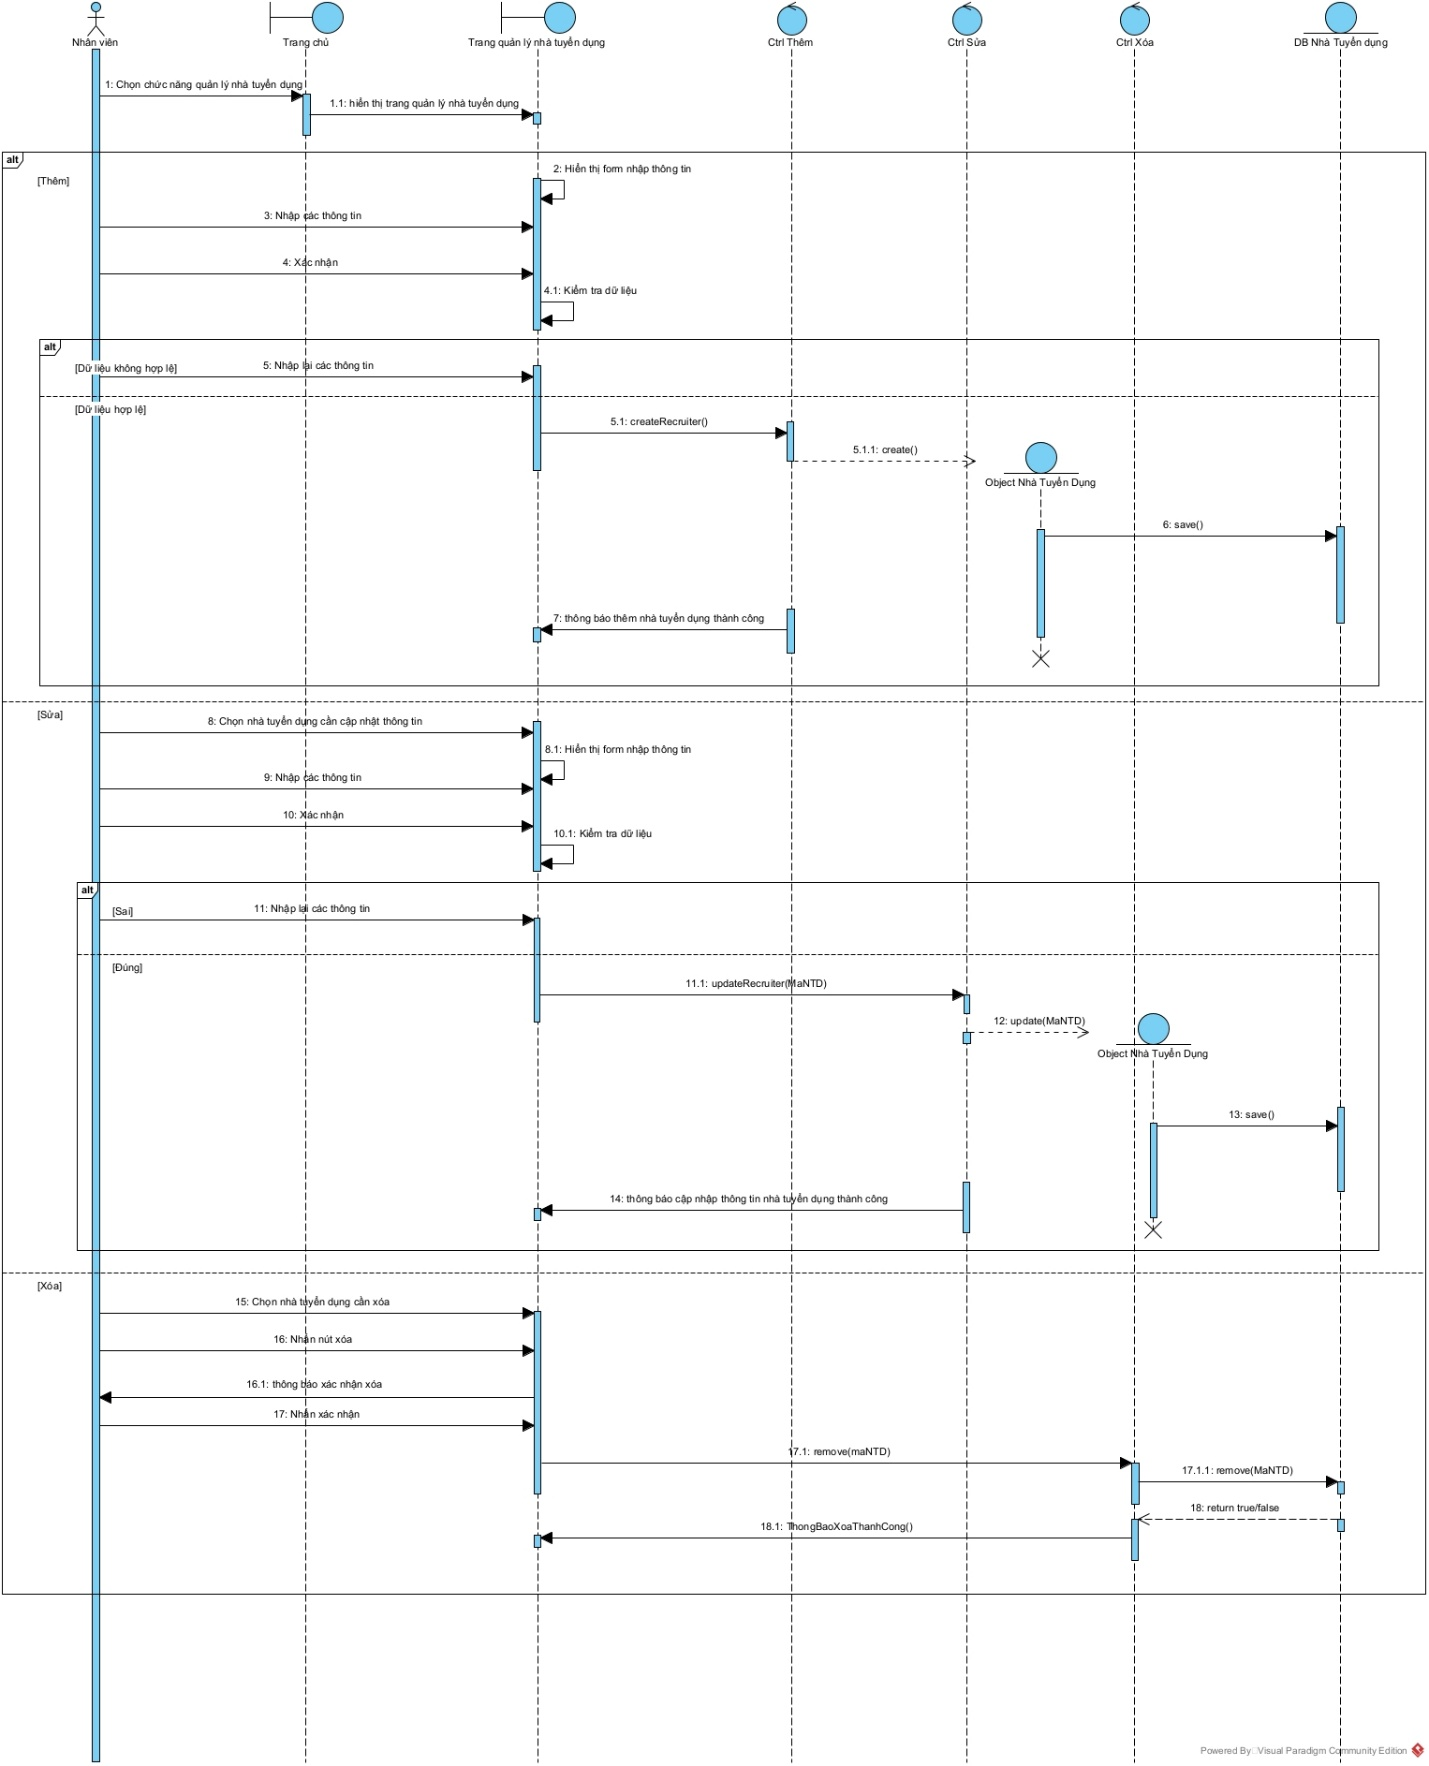 Nhân viên
Trang chủ
Trang quản lý nhà tuyển dụng
Ctrl Thêm
Ctrl Sửa
Ctrl Xóa
DB Nhà Tuyển dụng
1: Chọn chức năng quản lý nhà tuyển dụng
1.1: hiển thị trang quản lý nhà tuyển dụng
alt
[Thêm]
2: Hiển thị form nhập thông tin
3: Nhập các thông tin
4: Xác nhận
4.1: Kiểm tra dữ liệu
alt
[Dữ liệu không hợp lệ]
5: Nhập lại các thông tin
[Dữ liệu hợp lệ]
5.1: createRecruiter()
5.1.1: create()
Object Nhà Tuyển Dụng
6: save()
7: thông báo thêm nhà tuyển dụng thành công
[Sửa]
8: Chọn nhà tuyển dụng cần cập nhật thông tin
8.1: Hiển thị form nhập thông tin
9: Nhập các thông tin
10: Xác nhận
10.1: Kiểm tra dữ liệu
alt
[Sai]
11: Nhập lại các thông tin
[Đúng]
11.1: updateRecruiter(MaNTD)
12: update(MaNTD)
Object Nhà Tuyển Dụng
13: save()
14: thông báo cập nhập thông tin nhà tuyển dụng thành công
[Xóa]
15: Chọn nhà tuyển dụng cần xóa
16: Nhấn nút xóa
16.1: thông báo xác nhận xóa
17: Nhấn xác nhận
17.1: remove(maNTD)
17.1.1: remove(MaNTD)
18: return true/false
18.1: ThongBaoXoaThanhCong()
Powered By Visual Paradigm Community Edition